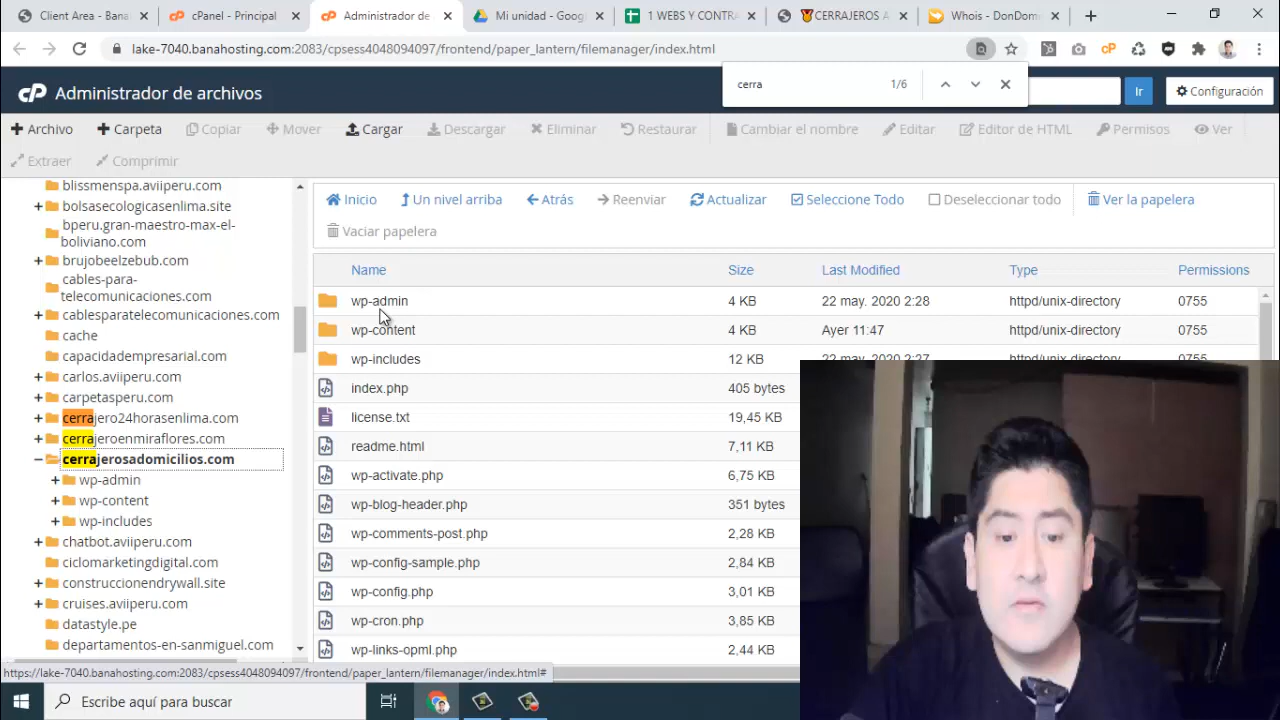 Client Area - Bana
cPanel - Principal
Administrador de
Mi unidad - Goog
1 WEBS Y CONTRA
CERRAJEROS A
Whois - DonDomi
lake-7040.banahosting.com:2083/cpsess4048094097/frontend/paper_lantern/filemanager/index.html
cerra 1/6
cP Administrador de archivos
Ir
Configuración
Archivo Carpeta Copiar Mover Cargar Descargar Eliminar Restaurar Cambiar el nombre Editar Editor de HTML Permisos Ver
Extraer Comprimir
blissmenspa.aviiperu.com
bolsasecologicasenlima.site
bperu.gran-maestro-max-el-
boliviano.com
brujobeelzebub.com
cables-para-
telecomunicaciones.com
cablesparatelecomunicaciones.com
cache
capacidadempresarial.com
carlos.aviiperu.com
carpetasperu.com
cerrajero24horasenlima.com
cerrajeroenmiraflores.com
cerrajerosadomicilios.com
wp-admin
wp-content
wp-includes
chatbot.aviiperu.com
ciclomarketingdigital.com
construccionendrywall.site
cruises.aviiperu.com
datastyle.pe
departamentos-en-sanmiguel.com
Inicio Un nivel arriba Atrás Reenviar Actualizar Seleccione Todo Deseleccionar todo Ver la papelera
Vaciar papelera
Name Size Last Modified Type Permissions
wp-admin 4 KB 22 may. 2020 2:28 httpd/unix-directory 0755
wp-content 4 KB Ayer 11:47 httpd/unix-directory 0755
wp-includes 12 KB 22 may. 2020 2:27 httpd/unix-directory 0755
index.php 405 bytes
license.txt 19,45 KB
readme.html 7,11 KB
wp-activate.php 6,75 KB
wp-blog-header.php 351 bytes
wp-comments-post.php 2,28 KB
wp-config-sample.php 2,84 KB
wp-config.php 3,01 KB
wp-cron.php 3,85 KB
wp-links-opml.php 2,44 KB
https://lake-7040.banahosting.com:2083/cpsess4048094097/frontend/paper_lantern/filemanager/index.html#
Escribe aquí para buscar